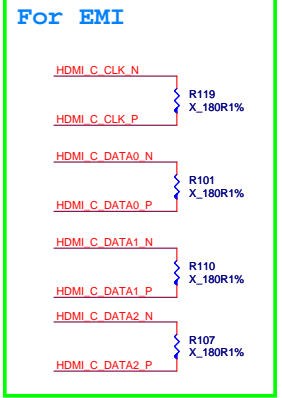 For EMI
HDMI_C_CLK_N
R119
X_180R1%
HDMI_C_CLK_P
HDMI_C_DATA0_N
R101
X_180R1%
HDMI_C_DATA0_P
HDMI_C_DATA1_N
R110
X_180R1%
HDMI_C_DATA1_P
HDMI_C_DATA2_N
R107
X_180R1%
HDMI_C_DATA2_P